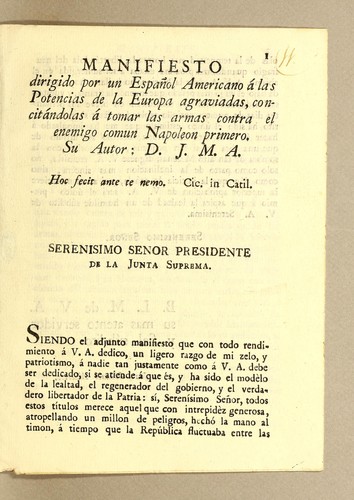 1
MANIFIESTO
dirigido por un Español Americano á las
Potencias de la Europa agraviadas, con-
citándolas á tomar las armas contra el
enemigo comun Napoleon primero.
Su Autor: D. J. M. A.
Hoc fecit ante te nemo. Cic. in Catil.
SERENISIMO SENOR PRESIDENTE
DE LA JUNTA SUPREMA.
SIENDO el adjunto manifiesto que con todo rendi-
miento á V. A. dedico, un ligero razgo de mi zelo, y
patriotismo, á nadie tan justamente como á V. A. debe
ser dedicado, si se atiende á que és, y ha sido el modèlo
de la lealtad, el regenerador del gobierno, y el verda-
dero libertador de la Patria: sí, Serenísimo Señor, todos
estos titulos merece aquel que con intrepidèz generosa,
atropellando un millon de peligros, hechó la mano al
timon, á tiempo que la República fluctuaba entre las